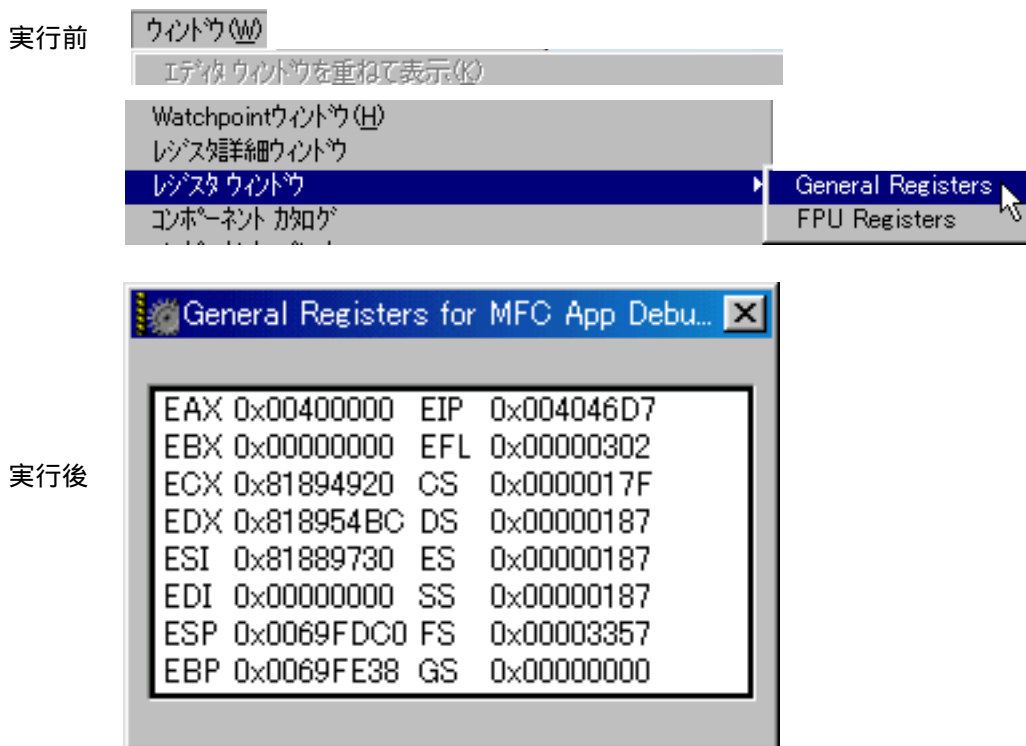 実行前
ウィンドウ(W)
エディタ ウィンドウを重ねて表示(K)
Watchpointウィンドウ(H)
レジスタ詳細ウィンドウ
レジスタ ウィンドウ
General Registers
コンポーネント カタログ
FPU Registers
実行後
General Registers for MFC App Debu...
EAX 0x00400000 EIP 0x004046D7
EBX 0x00000000 EFL 0x00000302
ECX 0x81894920 CS 0x0000017F
EDX 0x818954BC DS 0x00000187
ESI 0x81889730 ES 0x00000187
EDI 0x00000000 SS 0x00000187
ESP 0x0069FDC0 FS 0x00003357
EBP 0x0069FE38 GS 0x00000000